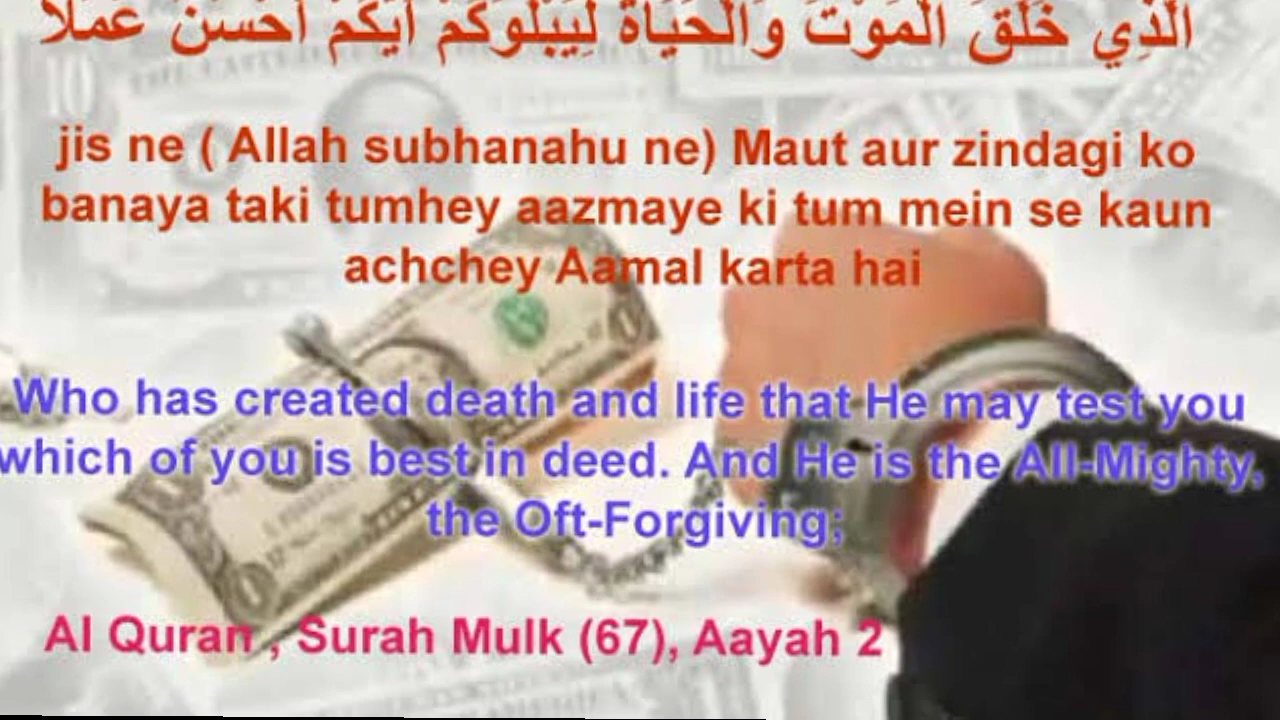 الَّذِي خَلَقَ الْمَوْتَ وَالْحَيَاةَ لِيَبْلُوَكُمْ أَيُّكُمْ أَحْسَنُ عَمَلًا
jis ne ( Allah subhanahu ne) Maut aur zindagi ko
banaya taki tumhey aazmaye ki tum mein se kaun
achchey Aamal karta hai
Who has created death and life that He may test you
which of you is best in deed. And He is the All-Mighty,
the Oft-Forgiving;
Al Quran , Surah Mulk (67), Aayah 2